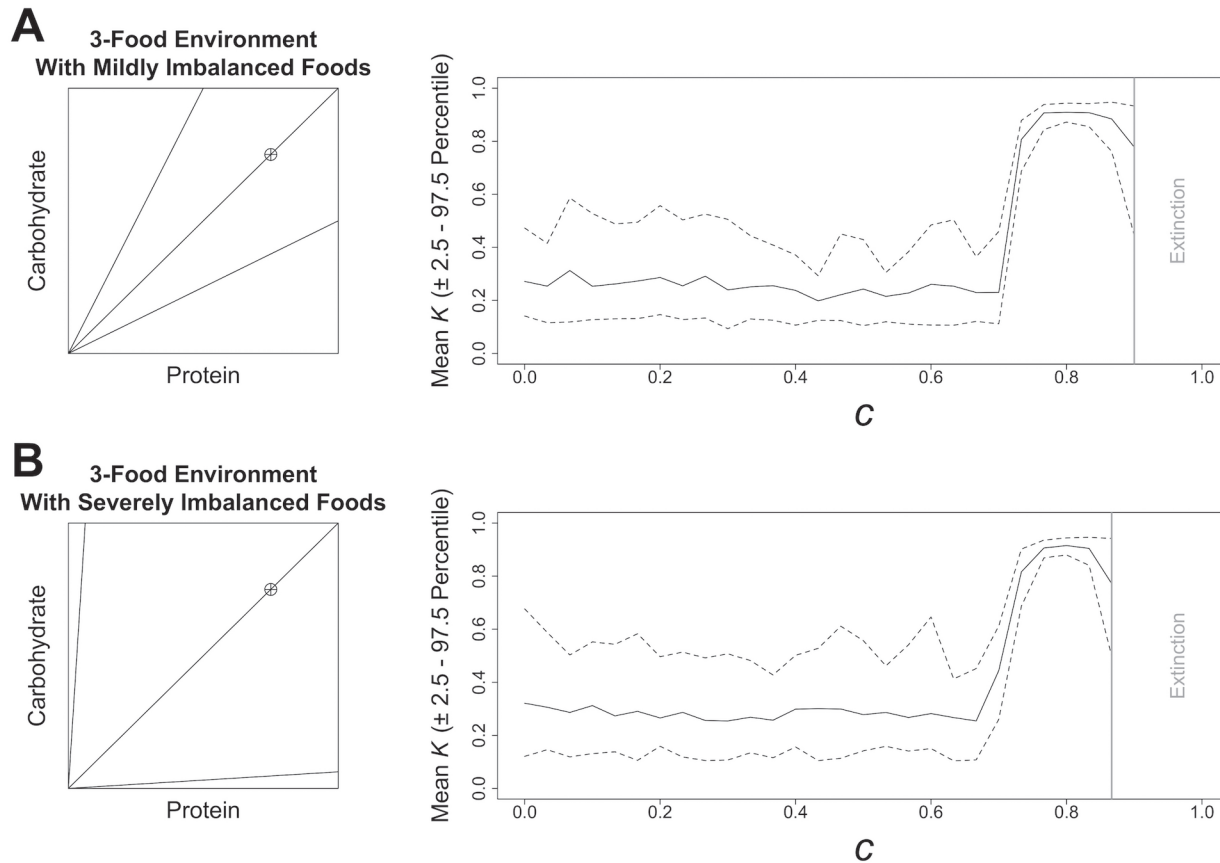 A
3-Food Environment
With Mildly Imbalanced Foods
Carbohydrate
Protein
Mean K (± 2.5 - 97.5 Percentile)
1.0
0.8
0.6
0.4
0.2
0.0
0.0 0.2 0.4 0.6 0.8 1.0
C
Extinction
B
3-Food Environment
With Severely Imbalanced Foods
Carbohydrate
Protein
Mean K (± 2.5 - 97.5 Percentile)
1.0
0.8
0.6
0.4
0.2
0.0
0.0 0.2 0.4 0.6 0.8 1.0
C
Extinction